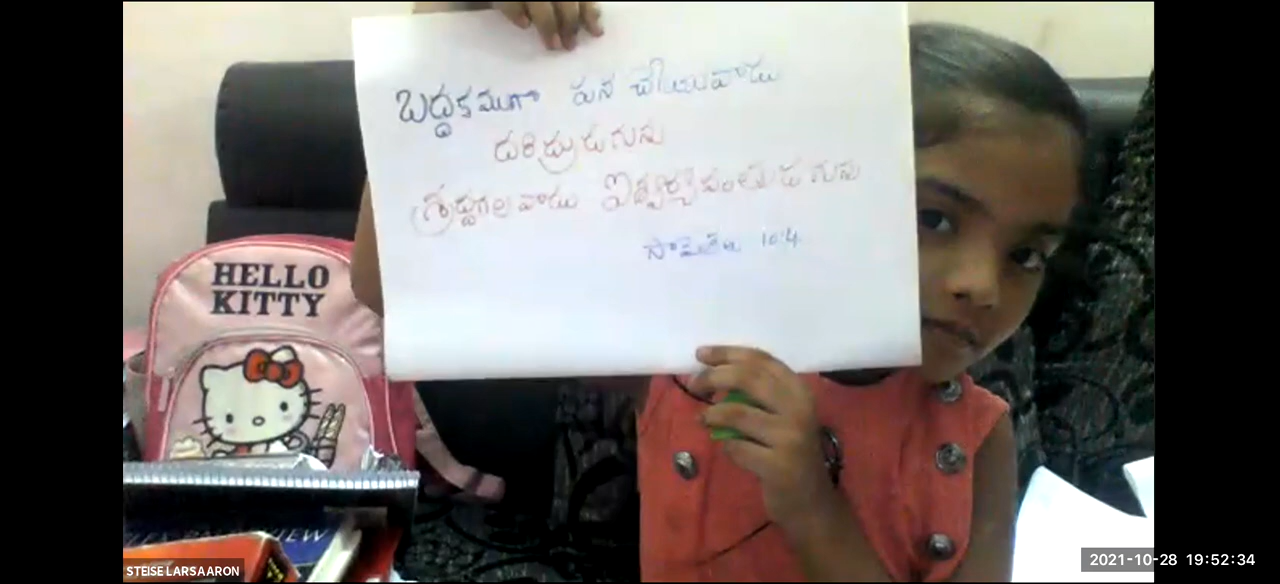 బద్ధకముగా పని చేయువాడు
దరిద్రుడగును
శ్రద్ధగల వాడు ఐశ్వర్యవంతుడగును
సామెతలు 10:4
HELLO
KITTY
STEISE LARSAARON
2021-10-28 19:52:34